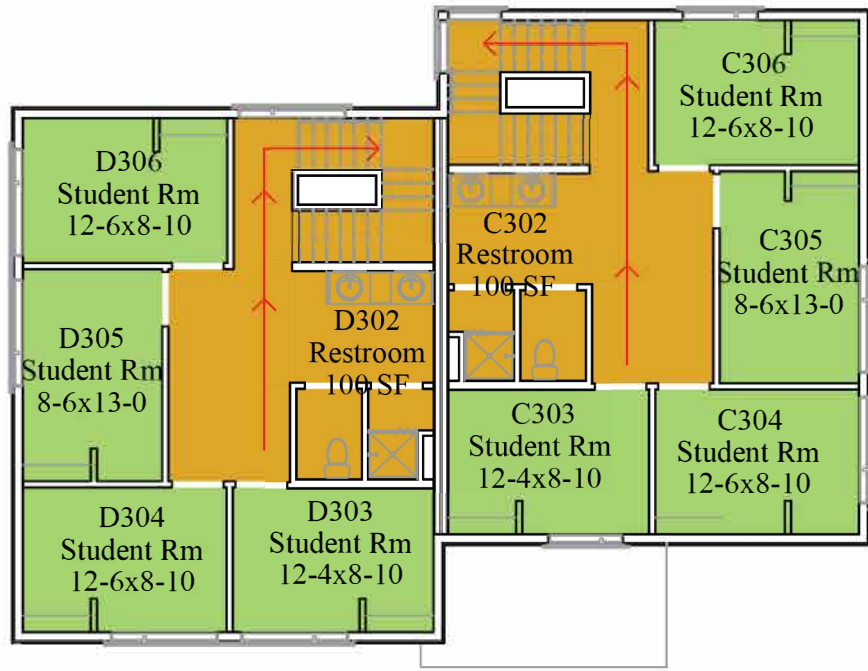 C306
Student Rm
12-6x8-10
D306
Student Rm
12-6x8-10
C302
Restroom
100 SF
C305
Student Rm
8-6x13-0
D302
Restroom
100 SF
D305
Student Rm
8-6x13-0
C303
Student Rm
12-4x8-10
C304
Student Rm
12-6x8-10
D304
Student Rm
12-6x8-10
D303
Student Rm
12-4x8-10